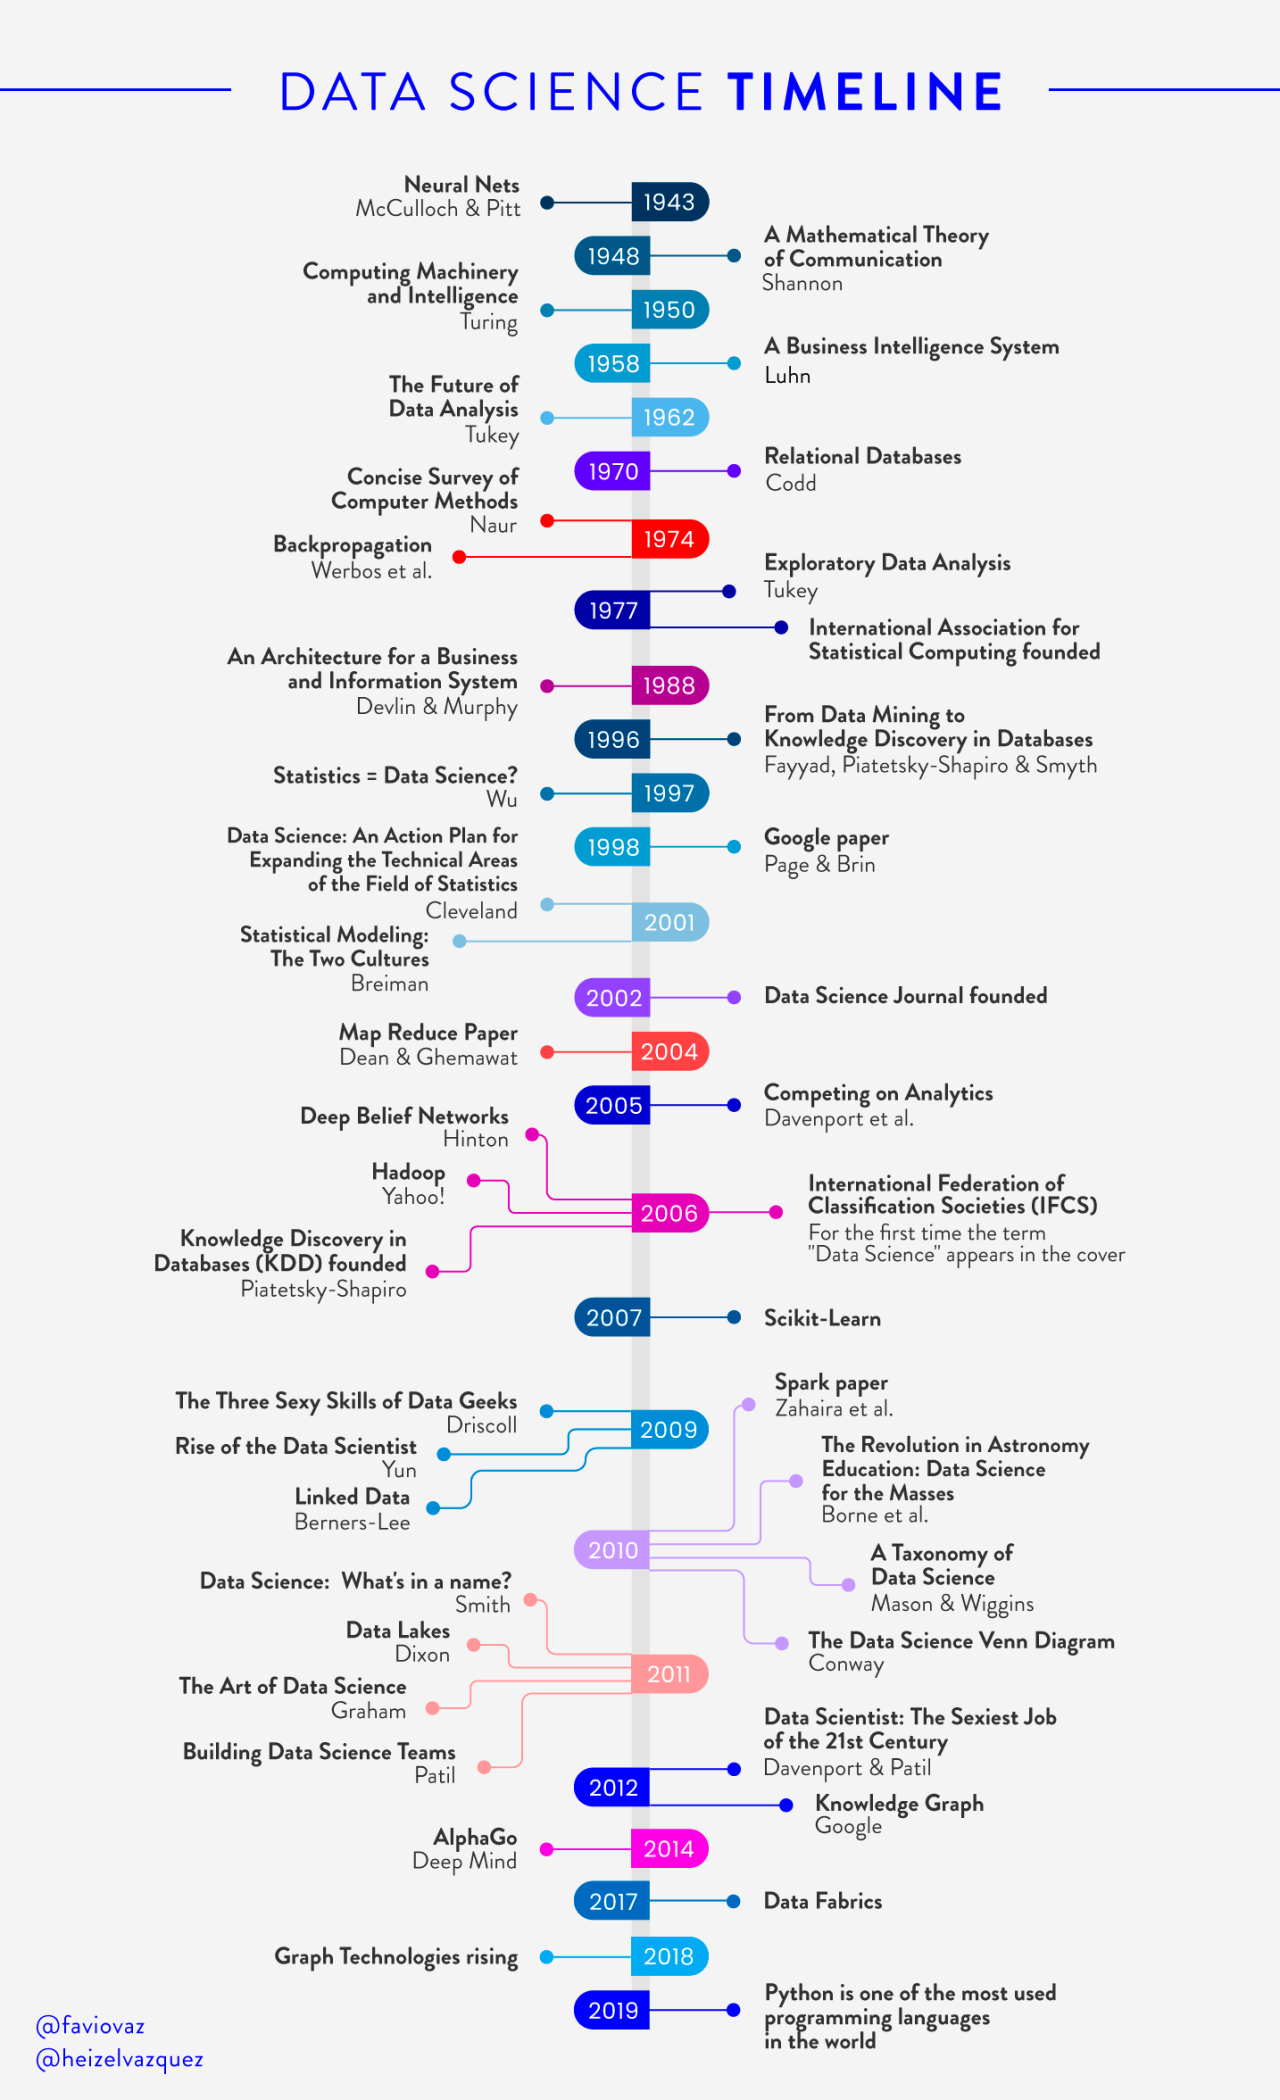 DATA SCIENCE TIMELINE
Neural Nets
McCulloch & Pitt
1943
1948
A Mathematical Theory
of Communication
Shannon
Computing Machinery
and Intelligence
Turing
1950
1958
A Business Intelligence System
Luhn
The Future of
Data Analysis
Tukey
1962
1970
Relational Databases
Codd
Concise Survey of
Computer Methods
Naur
1974
Backpropagation
Werbos et al.
1977
Exploratory Data Analysis
Tukey
International Association for
Statistical Computing founded
An Architecture for a Business
and Information System
Devlin & Murphy
1988
1996
From Data Mining to
Knowledge Discovery in Databases
Fayyad, Piatetsky-Shapiro & Smyth
Statistics = Data Science?
Wu
1997
1998
Google paper
Page & Brin
Data Science: An Action Plan for
Expanding the Technical Areas
of the Field of Statistics
Cleveland
2001
Statistical Modeling:
The Two Cultures
Breiman
2002
Data Science Journal founded
Map Reduce Paper
Dean & Ghemawat
2004
2005
Competing on Analytics
Davenport et al.
Deep Belief Networks
Hinton
Hadoop
Yahoo!
2006
Knowledge Discovery in
Databases (KDD) founded
Piatetsky-Shapiro
International Federation of
Classification Societies (IFCS)
For the first time the term
"Data Science" appears in the cover
2007
Scikit-Learn
The Three Sexy Skills of Data Geeks
Driscoll
2009
Rise of the Data Scientist
Yun
Linked Data
Berners-Lee
Spark paper
Zahaira et al.
The Revolution in Astronomy
Education: Data Science
for the Masses
Borne et al.
2010
A Taxonomy of
Data Science
Mason & Wiggins
The Data Science Venn Diagram
Conway
Data Science:  What's in a name?
Smith
Data Lakes
Dixon
2011
The Art of Data Science
Graham
Building Data Science Teams
Patil
Data Scientist: The Sexiest Job
of the 21st Century
Davenport & Patil
2012
Knowledge Graph
Google
AlphaGo
Deep Mind
2014
2017
Data Fabrics
Graph Technologies rising
2018
2019
Python is one of the most used
programming languages
in the world
@faviovaz
@heizelvazquez